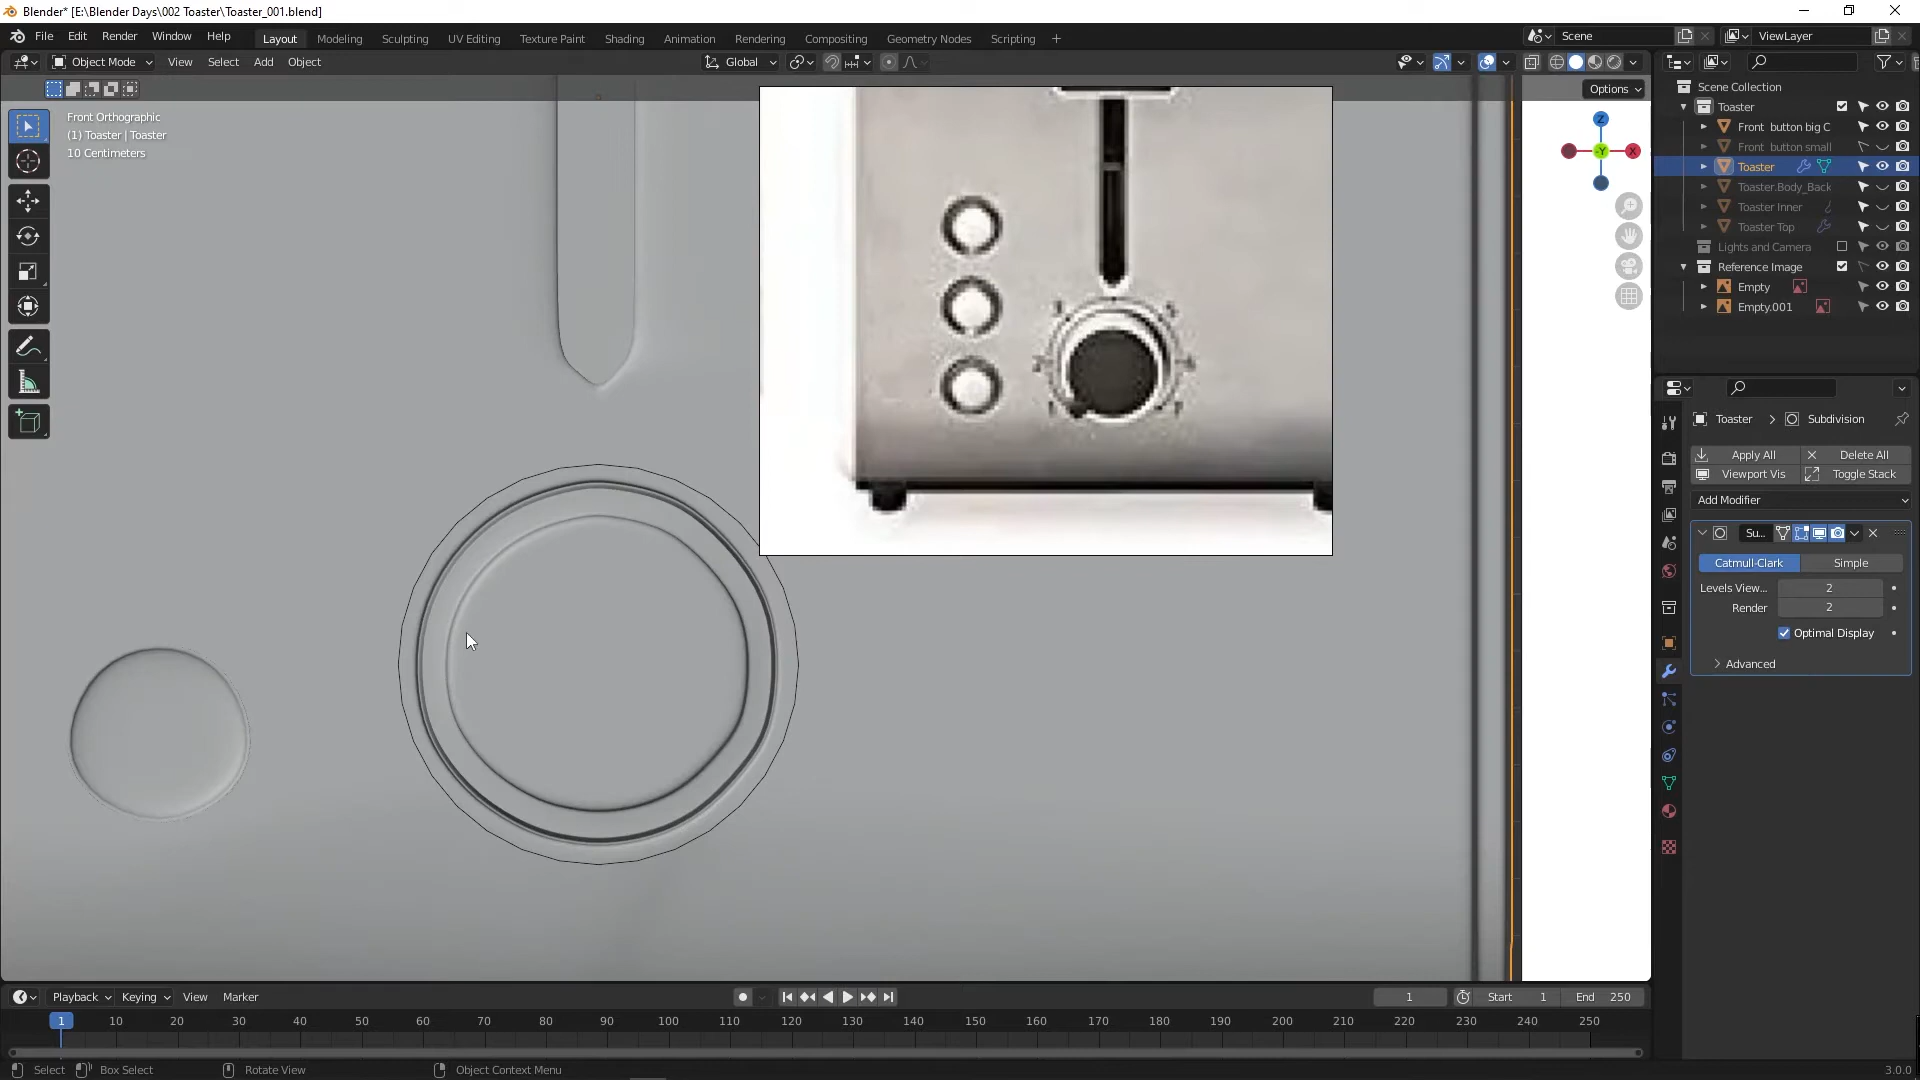 Blender* [E:\Blender Days\002 Toaster\Toaster_001.blend]
File Edit Render Window Help Layout Modeling Sculpting UV Editing Texture Paint Shading Animation Rendering Compositing Geometry Nodes Scripting + Scene ViewLayer
Object Mode View Select Add Object Global
Options
Front Orthographic
(1) Toaster | Toaster
10 Centimeters
Z
-Y X
Scene Collection
Toaster
Front button big C
Front button small
Toaster
Toaster.Body_Back
Toaster Inner
Toaster Top
Lights and Camera
Reference Image
Empty
Empty.001
Toaster > Subdivision
Apply All Delete All
Viewport Vis Toggle Stack
Add Modifier
Su...
Catmull-Clark Simple
Levels View... 2
Render 2
Optimal Display
Advanced
Playback Keying View Marker 1 Start 1 End 250
1 10 20 30 40 50 60 70 80 90 100 110 120 130 140 150 160 170 180 190 200 210 220 230 240 250
Select Box Select Rotate View Object Context Menu 3.0.0